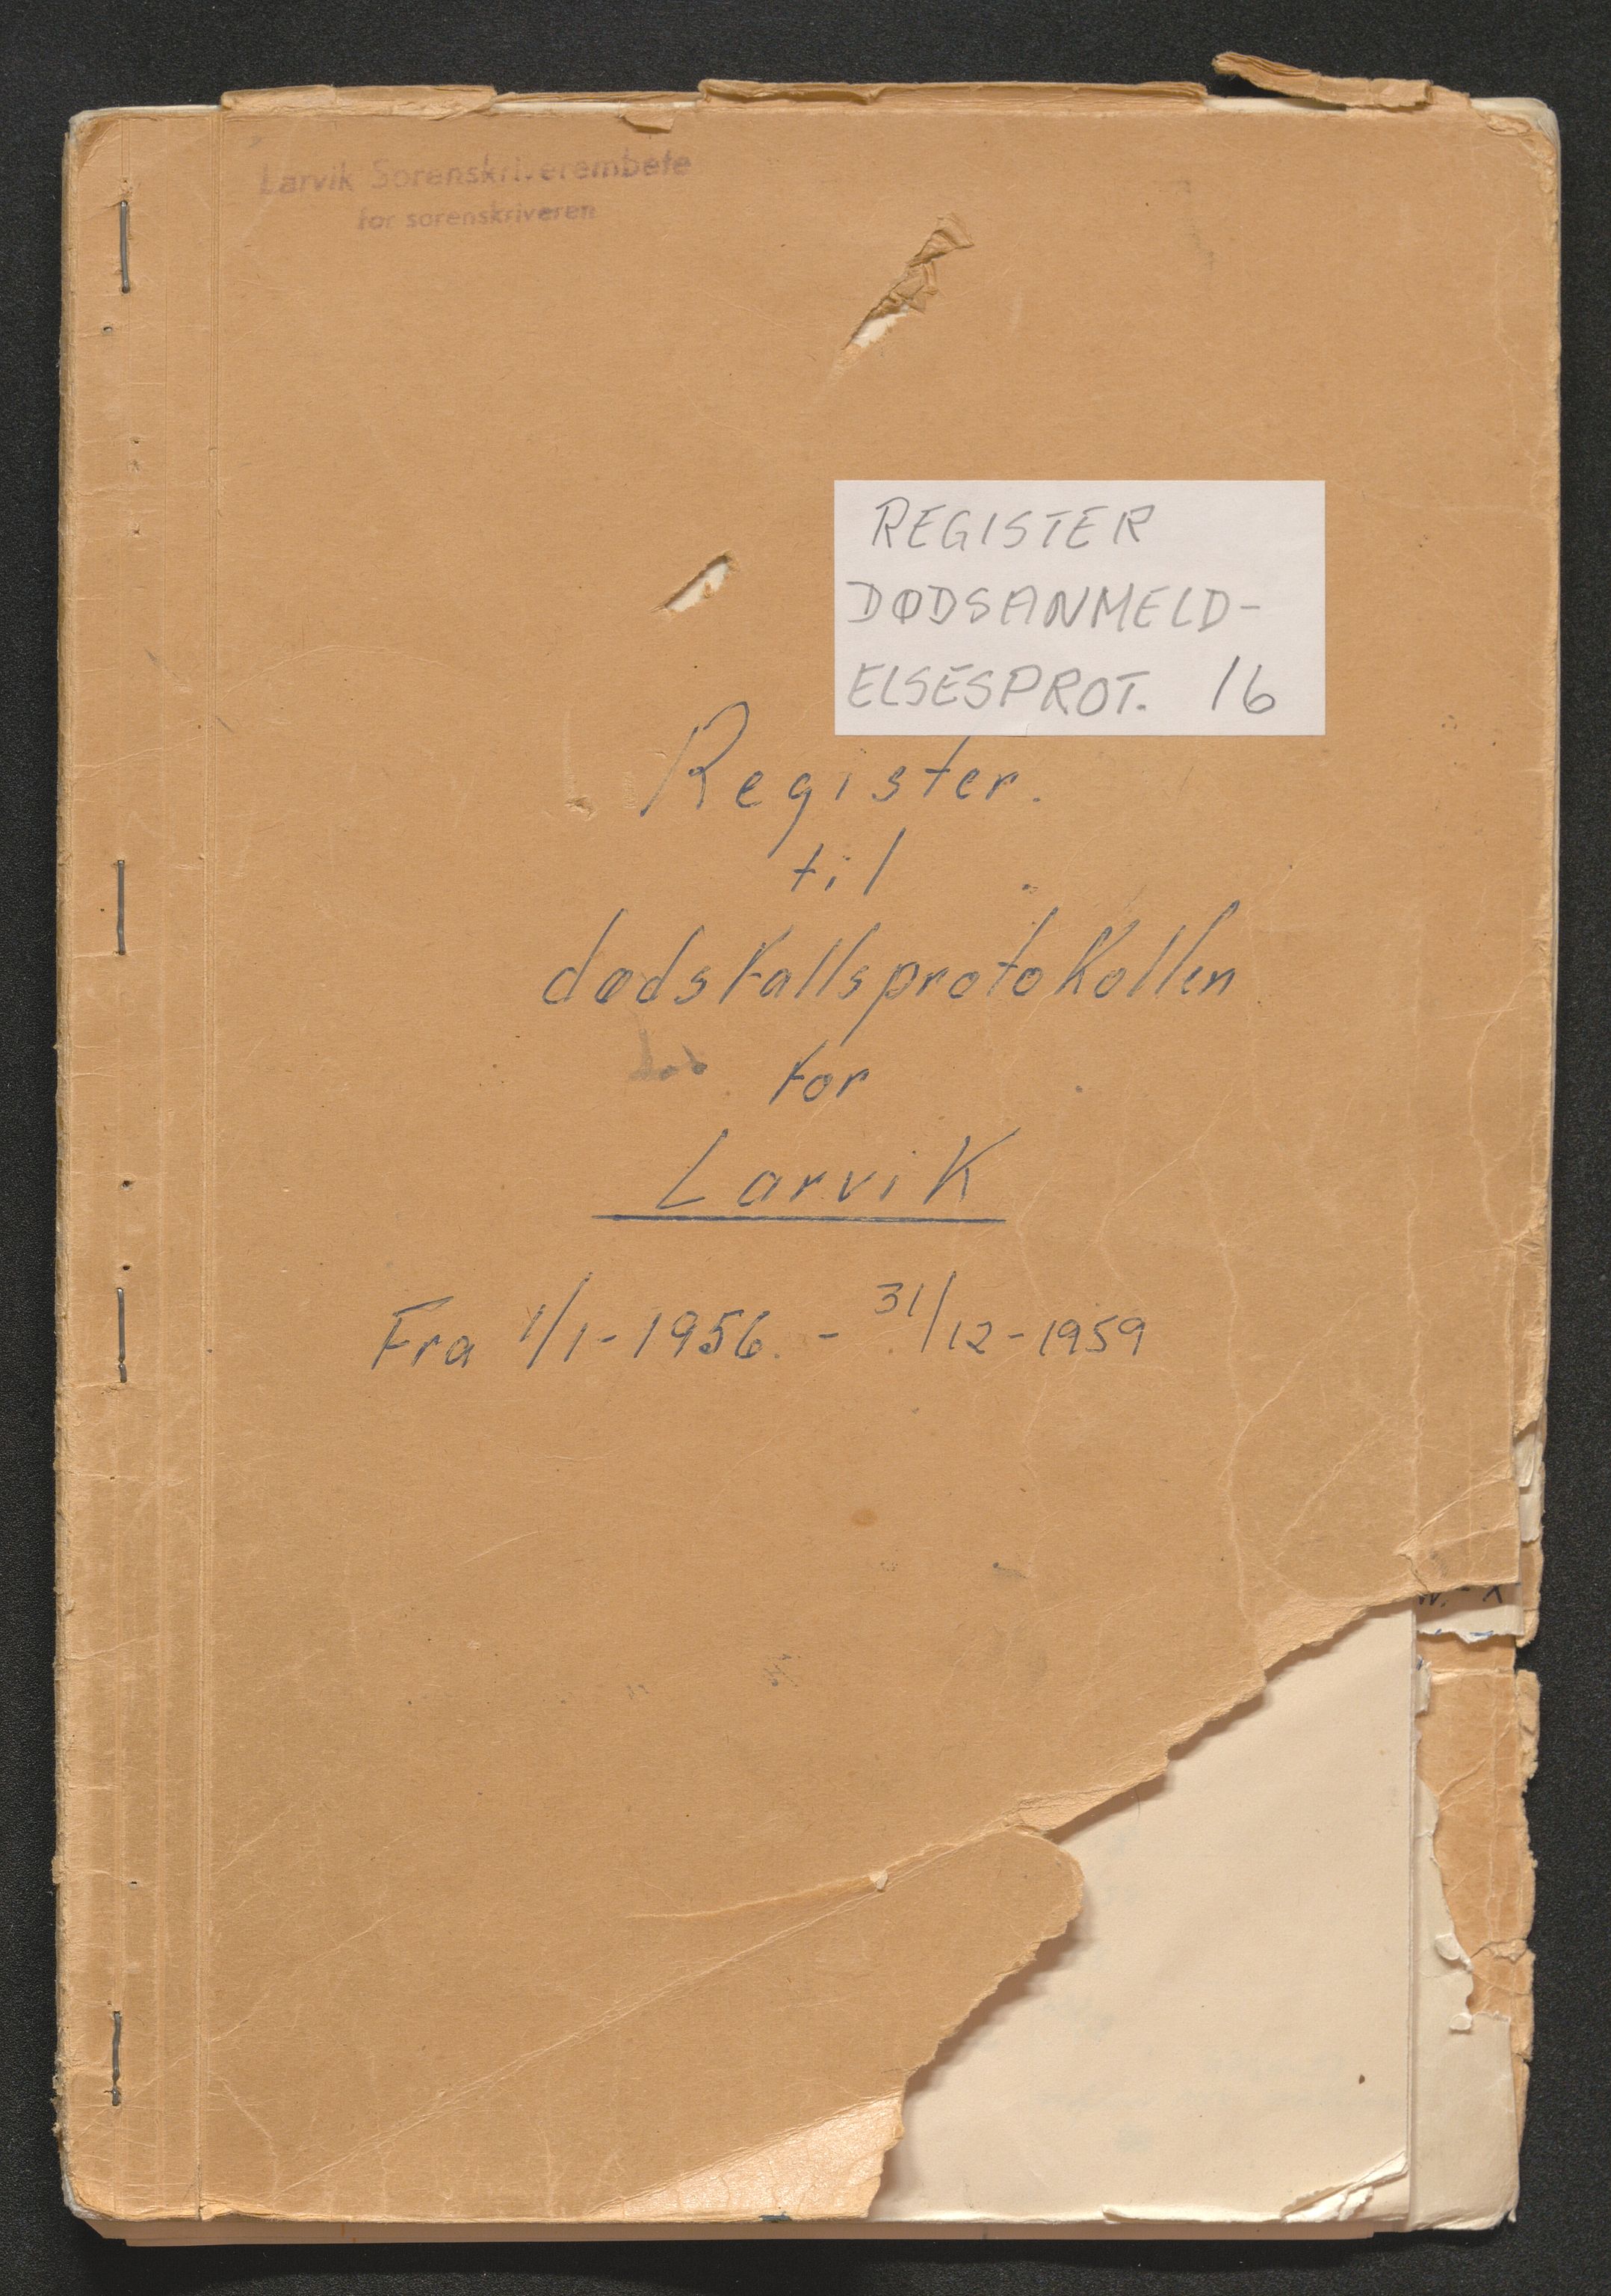 Larvik Sorenskriverembete
for sorenskriveren
REGISTER
DØDSANMELD-
ELSESPROT. 16
Register.
til
dødsfallsprotokollen
for
Larvik
Fra 1/1-1956. - 31/12-1959